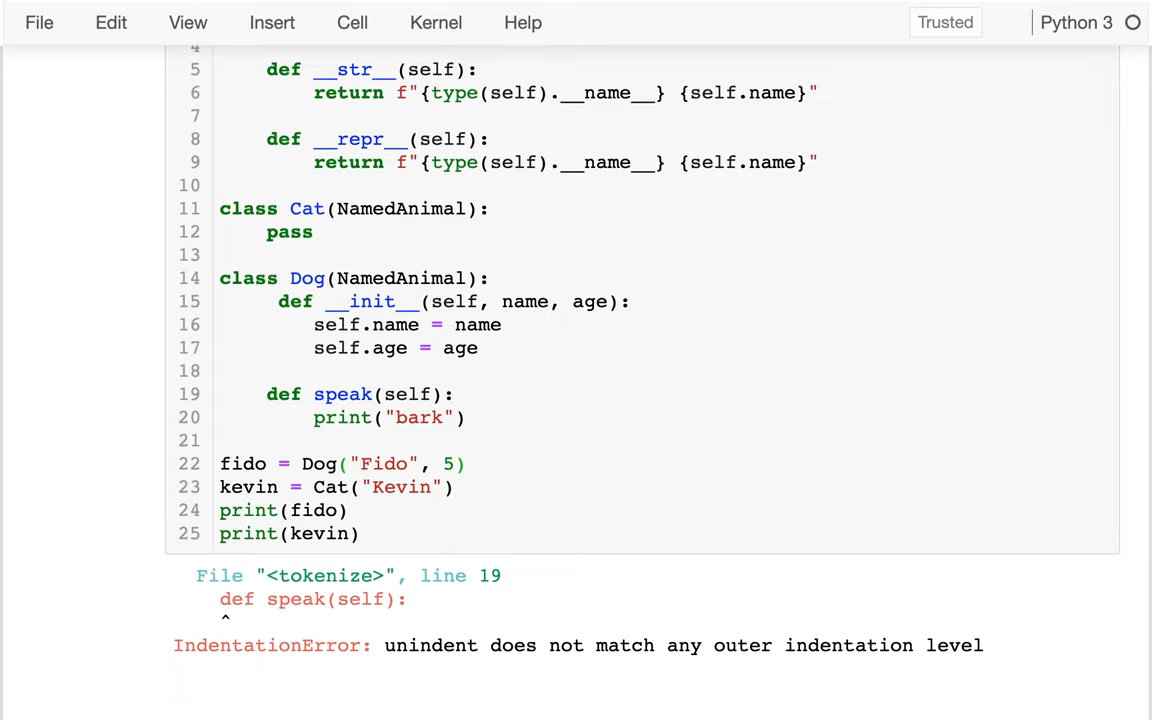 File Edit View Insert Cell Kernel Help Trusted Python 3
4
5     def __str__(self):
6         return f"{type(self).__name__} {self.name}"
7
8     def __repr__(self):
9         return f"{type(self).__name__} {self.name}"
10
11 class Cat(NamedAnimal):
12     pass
13
14 class Dog(NamedAnimal):
15      def __init__(self, name, age):
16         self.name = name
17         self.age = age
18
19     def speak(self):
20         print("bark")
21
22 fido = Dog("Fido", 5)
23 kevin = Cat("Kevin")
24 print(fido)
25 print(kevin)
File "<tokenize>", line 19
def speak(self):
^
IndentationError: unindent does not match any outer indentation level